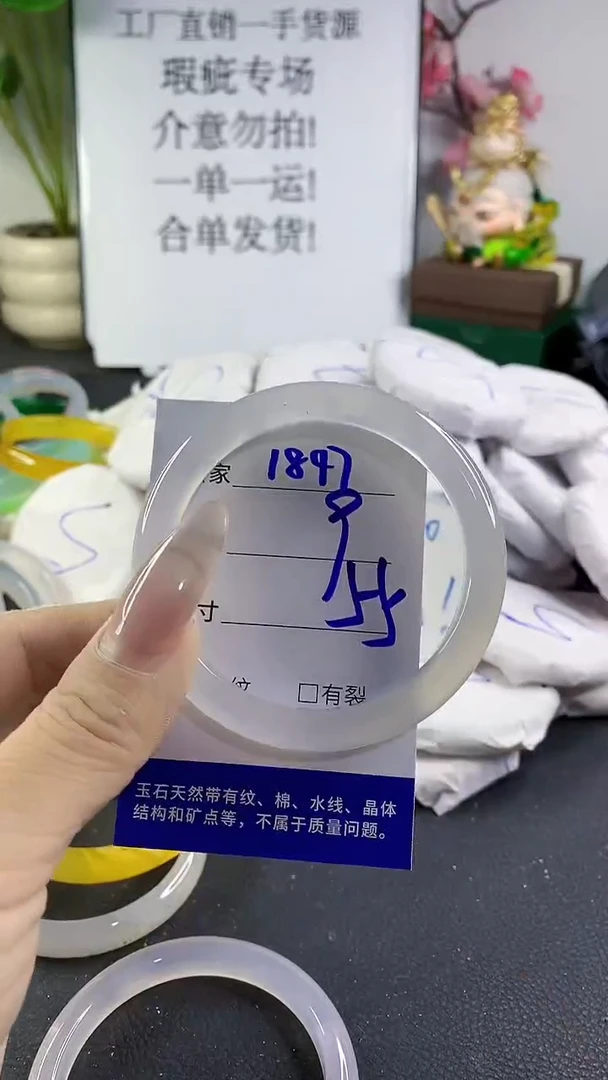 工厂直销一手货源
瑕疵专场
介意勿拍!
一单一运!
合单发货!
家 1847
寸
纹 □有裂
玉石天然带有纹、棉、水线、晶体
结构和矿点等，不属于质量问题。